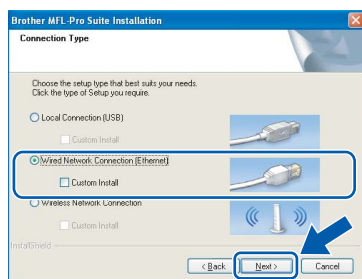 Brother MFL-Pro Suite Installation
Connection Type
Choose the setup type that best suits your needs.
Click the type of Setup you require.
Local Connection (USB)
Custom Install
Wired Network Connection (Ethernet)
Custom Install
Wireless Network Connection
Custom Install
InstallShield
< Back
Next >
Cancel